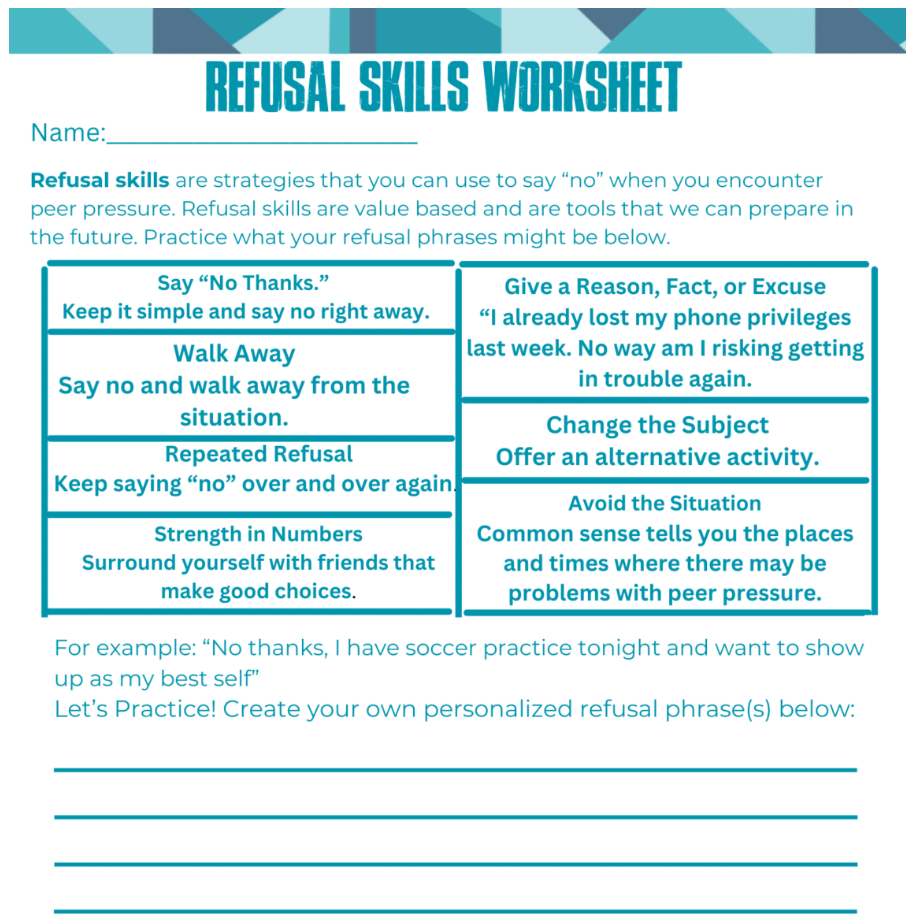 REFUSAL SKILLS WORKSHEET
Name:__________________________
Refusal skills are strategies that you can use to say “no” when you encounter
peer pressure. Refusal skills are value based and are tools that we can prepare in
the future. Practice what your refusal phrases might be below.
Say “No Thanks.”
Keep it simple and say no right away.
Walk Away
Say no and walk away from the
situation.
Repeated Refusal
Keep saying “no” over and over again.
Strength in Numbers
Surround yourself with friends that
make good choices.
Give a Reason, Fact, or Excuse
“I already lost my phone privileges
last week. No way am I risking getting
in trouble again.
Change the Subject
Offer an alternative activity.
Avoid the Situation
Common sense tells you the places
and times where there may be
problems with peer pressure.
For example: “No thanks, I have soccer practice tonight and want to show
up as my best self”
Let’s Practice! Create your own personalized refusal phrase(s) below: